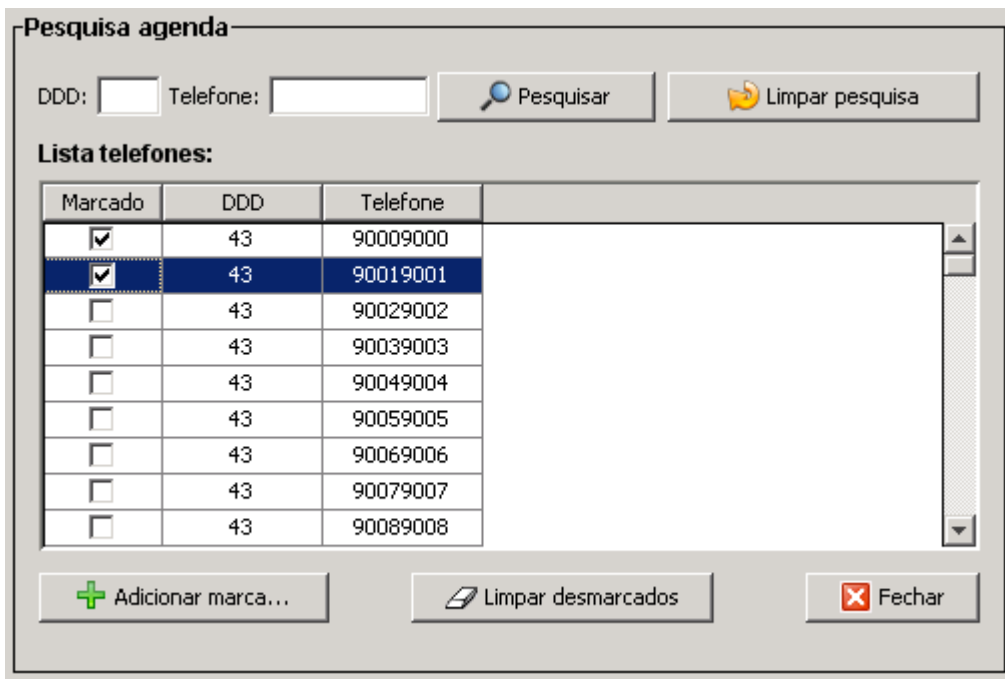 Pesquisa agenda
DDD: Telefone: Pesquisar Limpar pesquisa
Lista telefones:
Marcado DDD Telefone
43 90009000
43 90019001
43 90029002
43 90039003
43 90049004
43 90059005
43 90069006
43 90079007
43 90089008
Adicionar marca... Limpar desmarcados Fechar